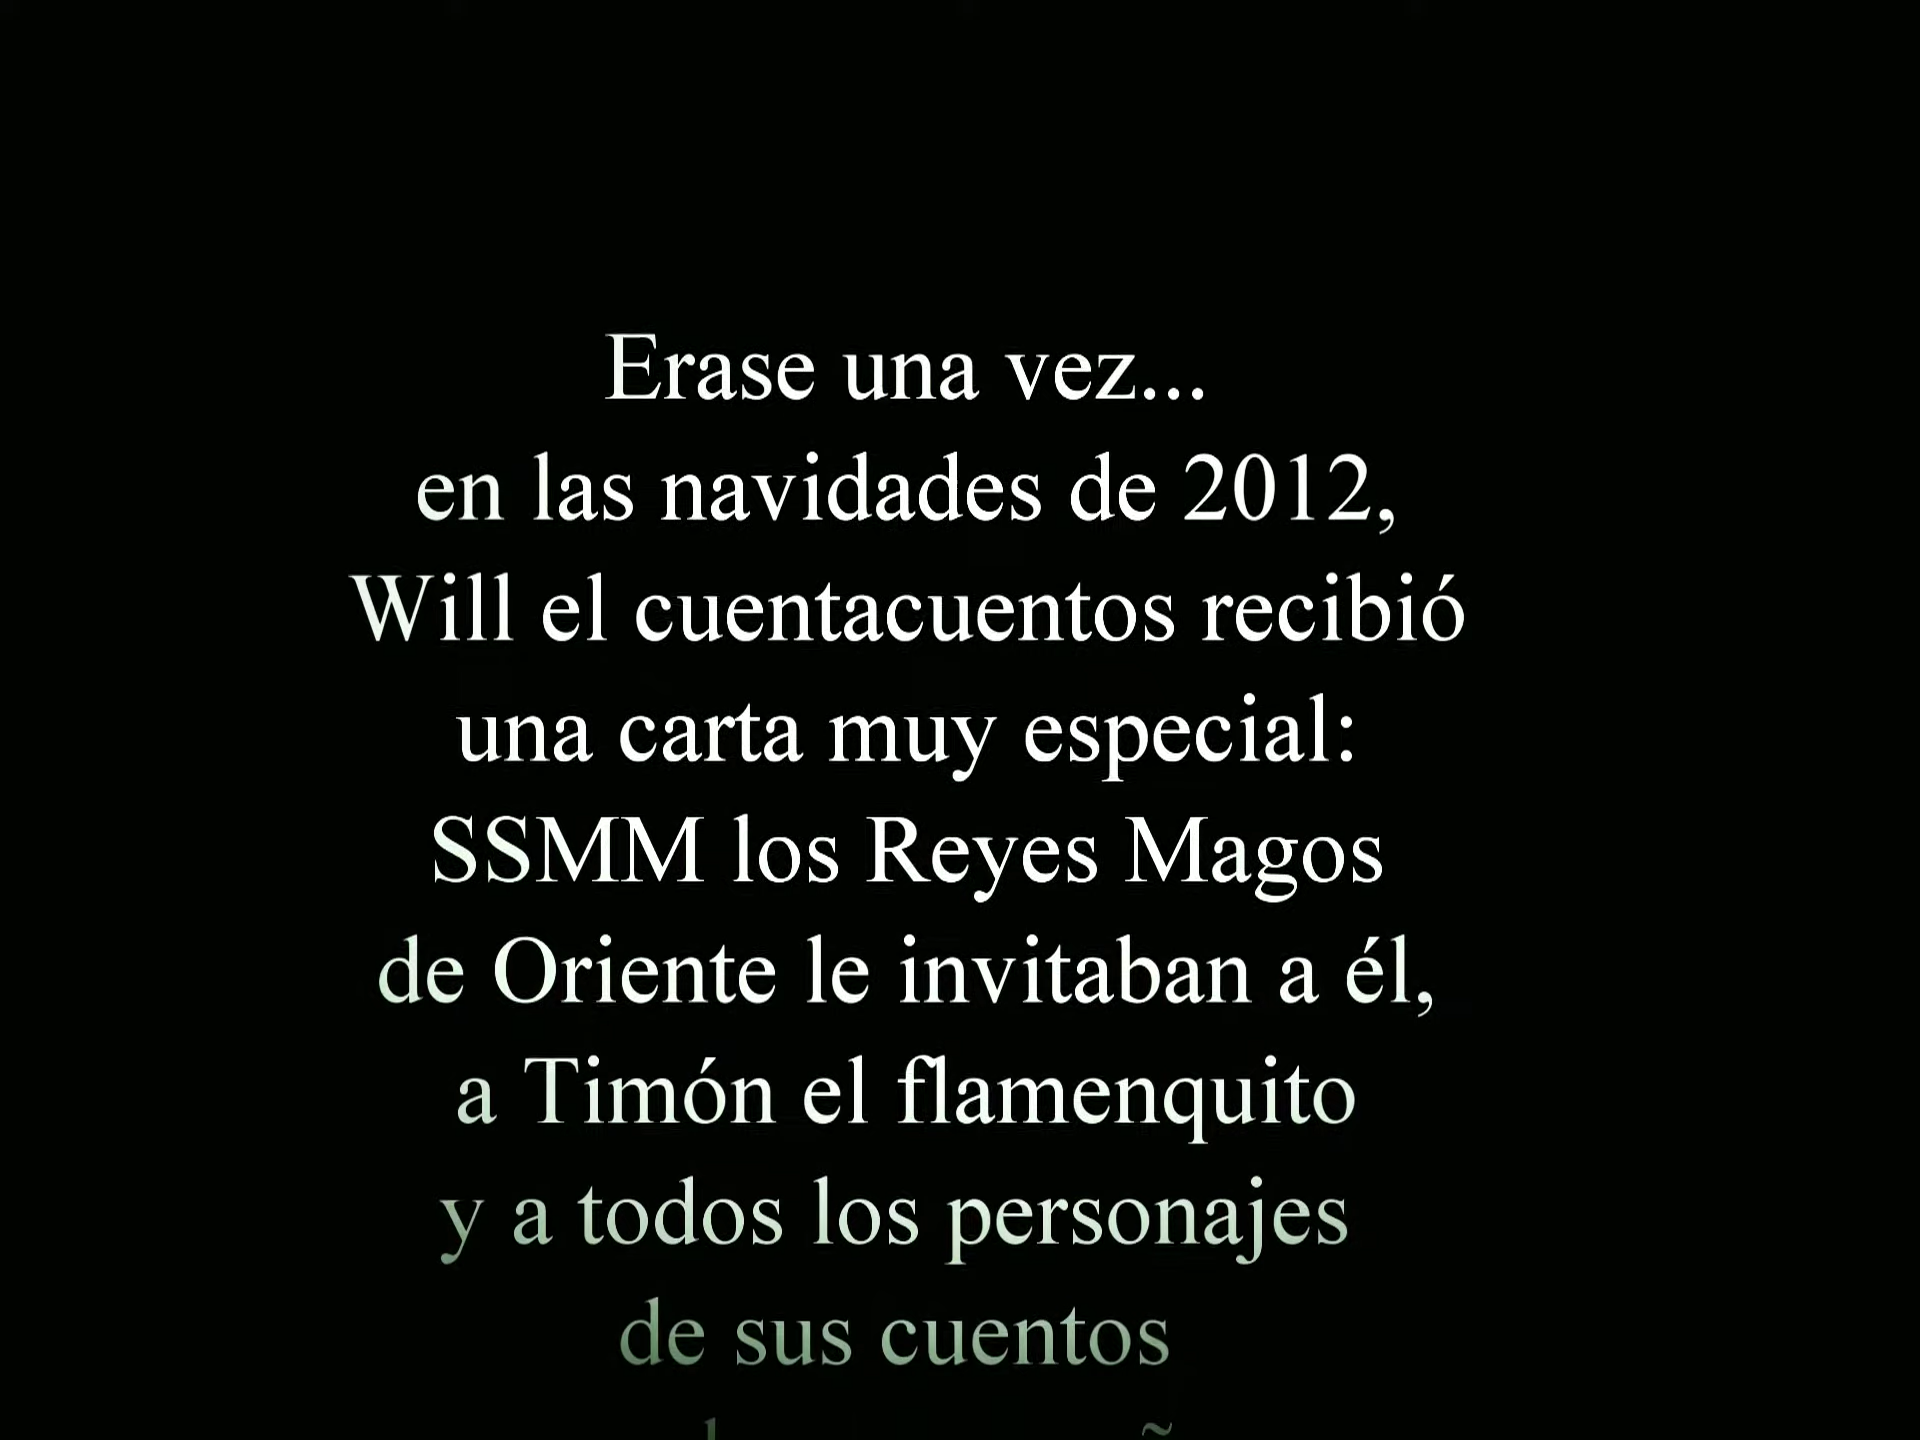 Erase una vez...
en las navidades de 2012,
Will el cuentacuentos recibió
una carta muy especial:
SSMM los Reyes Magos
de Oriente le invitaban a él,
a Timón el flamenquito
y a todos los personajes
de sus cuentos